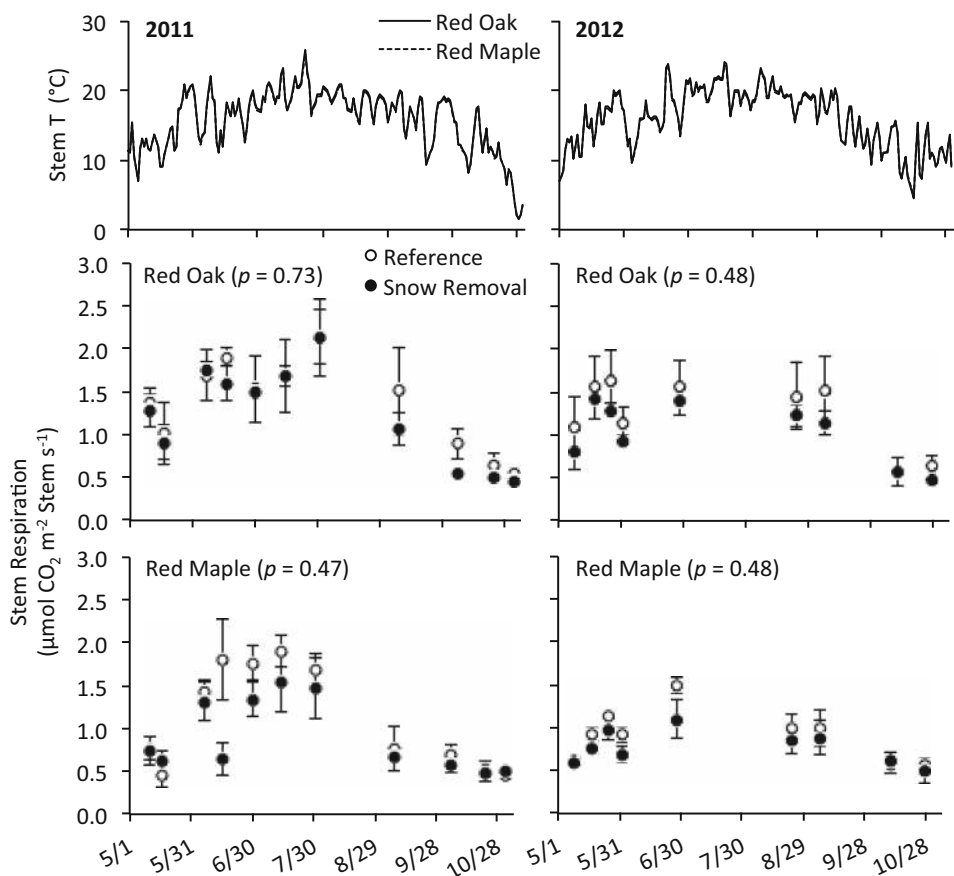 2011
Red Oak
Red Maple
2012
Stem T (°C)
30
20
10
0
Red Oak (p = 0.73)
Reference
Snow Removal
Red Oak (p = 0.48)
3.0
2.5
2.0
1.5
1.0
0.5
0.0
Stem Respiration
(μmol CO₂ m⁻² Stem s⁻¹)
Red Maple (p = 0.47)
Red Maple (p = 0.48)
3.0
2.5
2.0
1.5
1.0
0.5
0.0
5/1 5/31 6/30 7/30 8/29 9/28 10/28
5/1 5/31 6/30 7/30 8/29 9/28 10/28